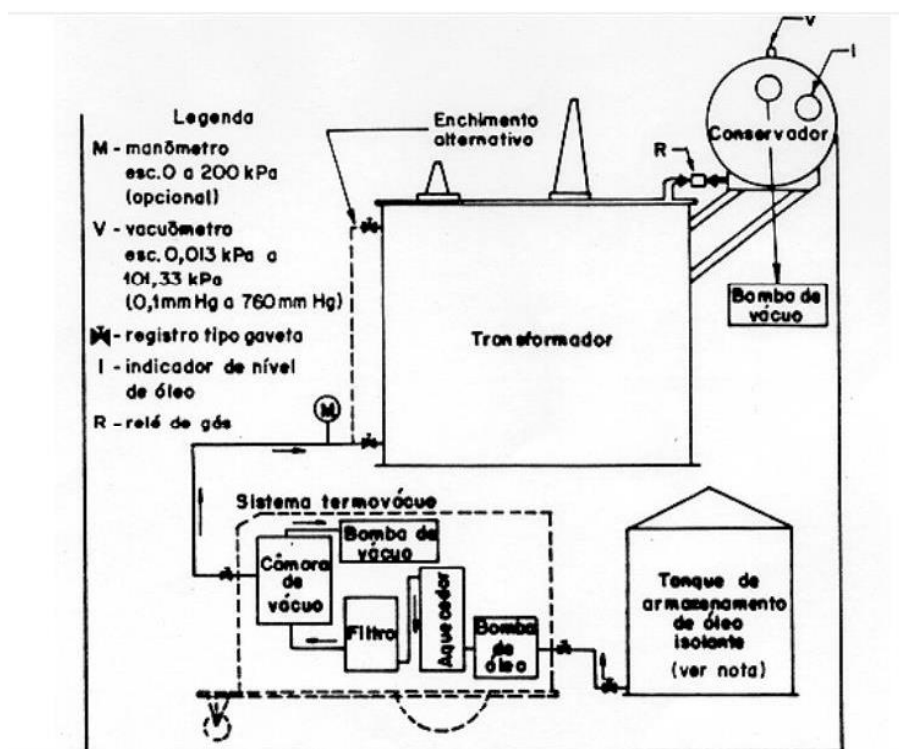 Legenda
M - manômetro
esc.0 a 200 kPa
(opcional)
V - vacuômetro
esc. 0,013 kPa a
101,33 kPa
(0,1mm Hg a 760 mm Hg)
- registro tipo gaveta
I - indicador de nível
de óleo
R - relé de gás
Enchimento
alternativo
R
V
I
Conservador
Bomba de
vácuo
Transformador
M
Sistema termovácuo
Bomba de
vácuo
Câmara
de
vácuo
Filtro
Aquecedor
Bomba
de
óleo
Tanque de
armazenamento
de óleo
isolante
(ver nota)